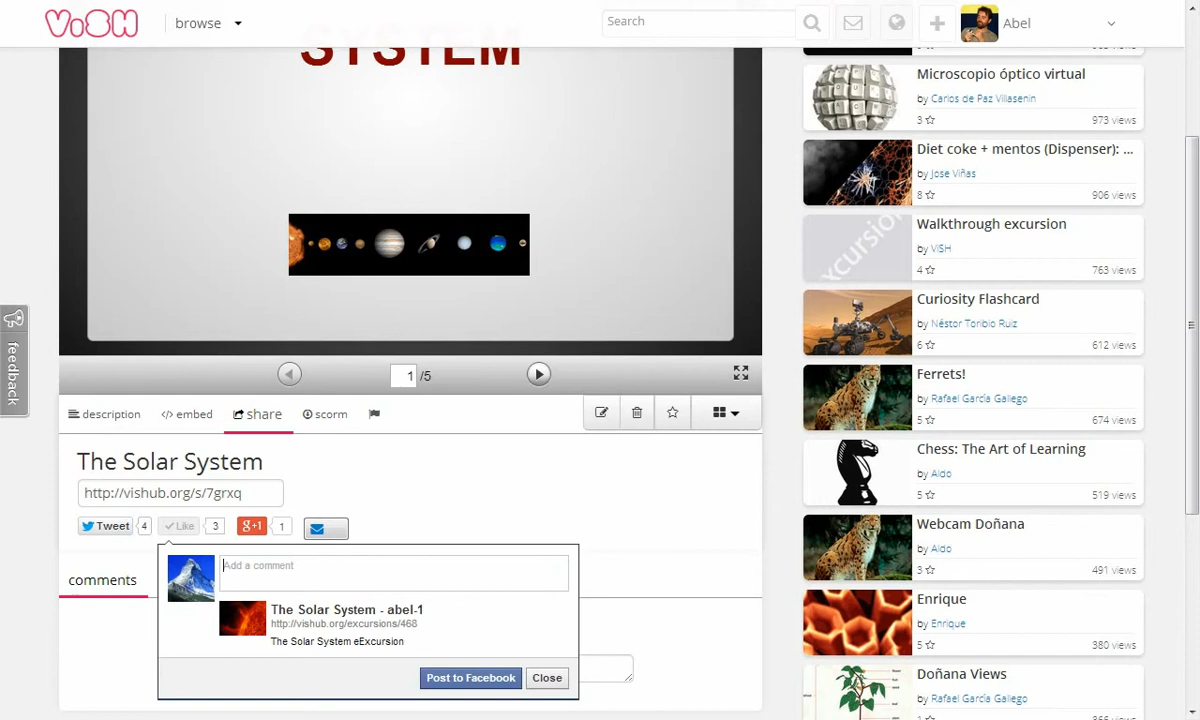 ViSH
browse
Search
Abel
SYSTEM
1 /5
description
embed
share
scorm
The Solar System
http://vishub.org/s/7grxq
Tweet
4
Like
3
g+1
1
comments
Add a comment
The Solar System - abel-1
http://vishub.org/excursions/468
The Solar System eExcursion
Post to Facebook
Close
feedback
Microscopio óptico virtual
by Carlos de Paz Villasenin
3
973 views
Diet coke + mentos (Dispenser): ...
by Jose Viñas
8
906 views
Walkthrough excursion
by ViSH
4
763 views
Curiosity Flashcard
by Néstor Toribio Ruiz
6
612 views
Ferrets!
by Rafael García Gallego
5
674 views
Chess: The Art of Learning
by Aldo
5
519 views
Webcam Doñana
by Aldo
3
491 views
Enrique
by Enrique
5
380 views
Doñana Views
by Rafael García Gallego